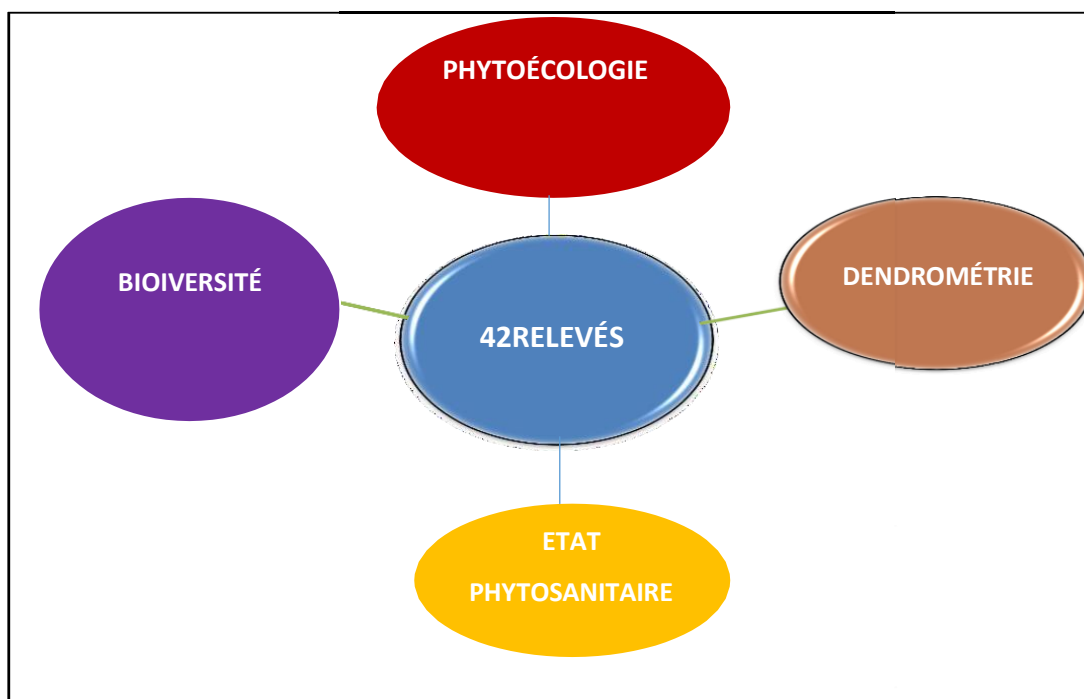 PHYTOÉCOLOGIE
BIOIVERSITÉ
DENDROMÉTRIE
42RELEVÉS
ETAT
PHYTOSANITAIRE